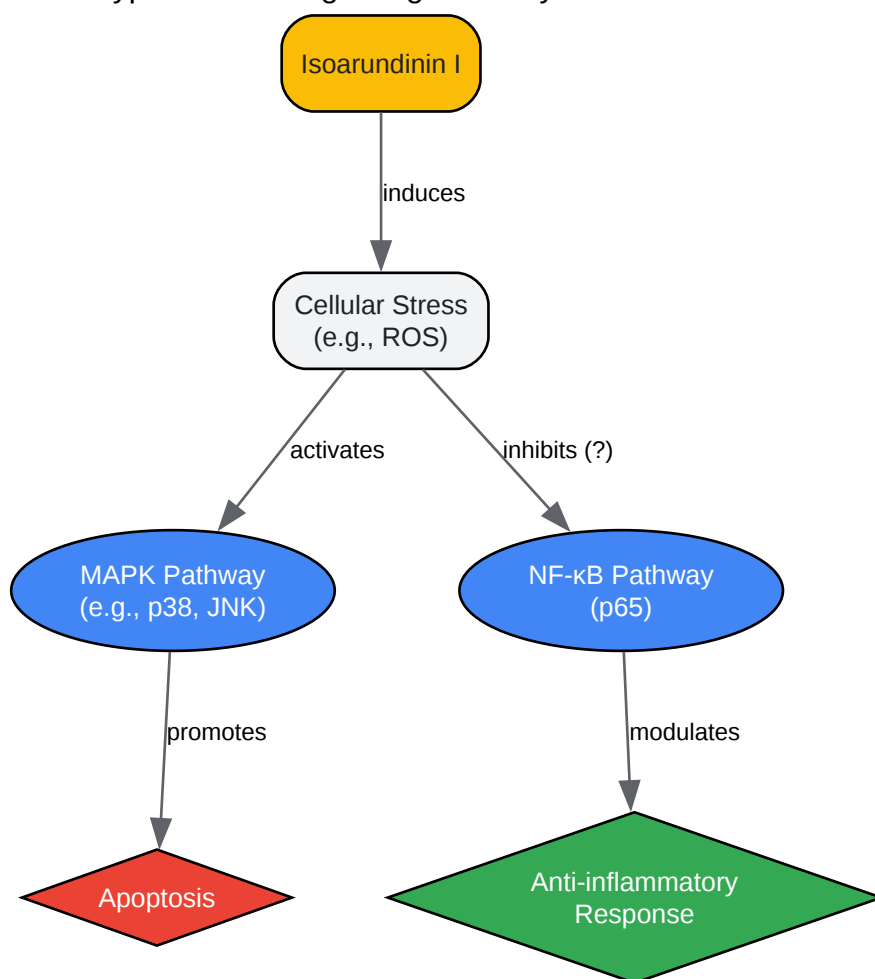 Isoarundinin I
induces
Cellular Stress
(e.g., ROS)
activates
inhibits (?)
MAPK Pathway
(e.g., p38, JNK)
NF-κB Pathway
(p65)
promotes
modulates
Apoptosis
Anti-inflammatory
Response